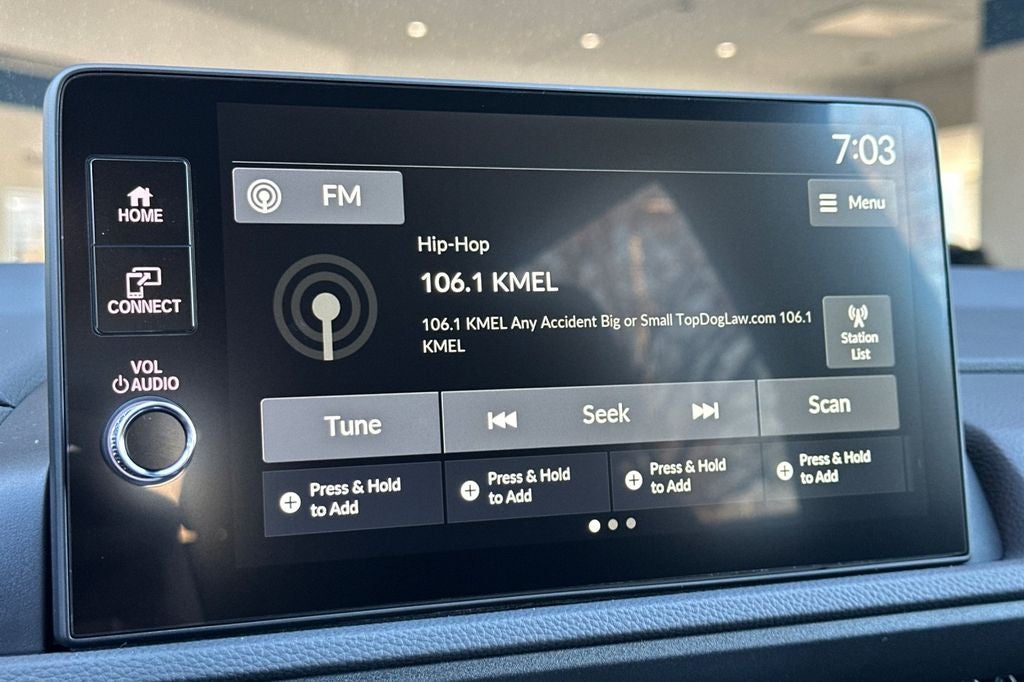 7:03
HOME
FM
Menu
Hip-Hop
CONNECT
106.1 KMEL
106.1 KMEL Any Accident Big or Small TopDogLaw.com 106.1
KMEL
Station
List
VOL
AUDIO
Tune
Seek
Scan
Press & Hold
to Add
Press & Hold
to Add
Press & Hold
to Add
Press & Hold
to Add